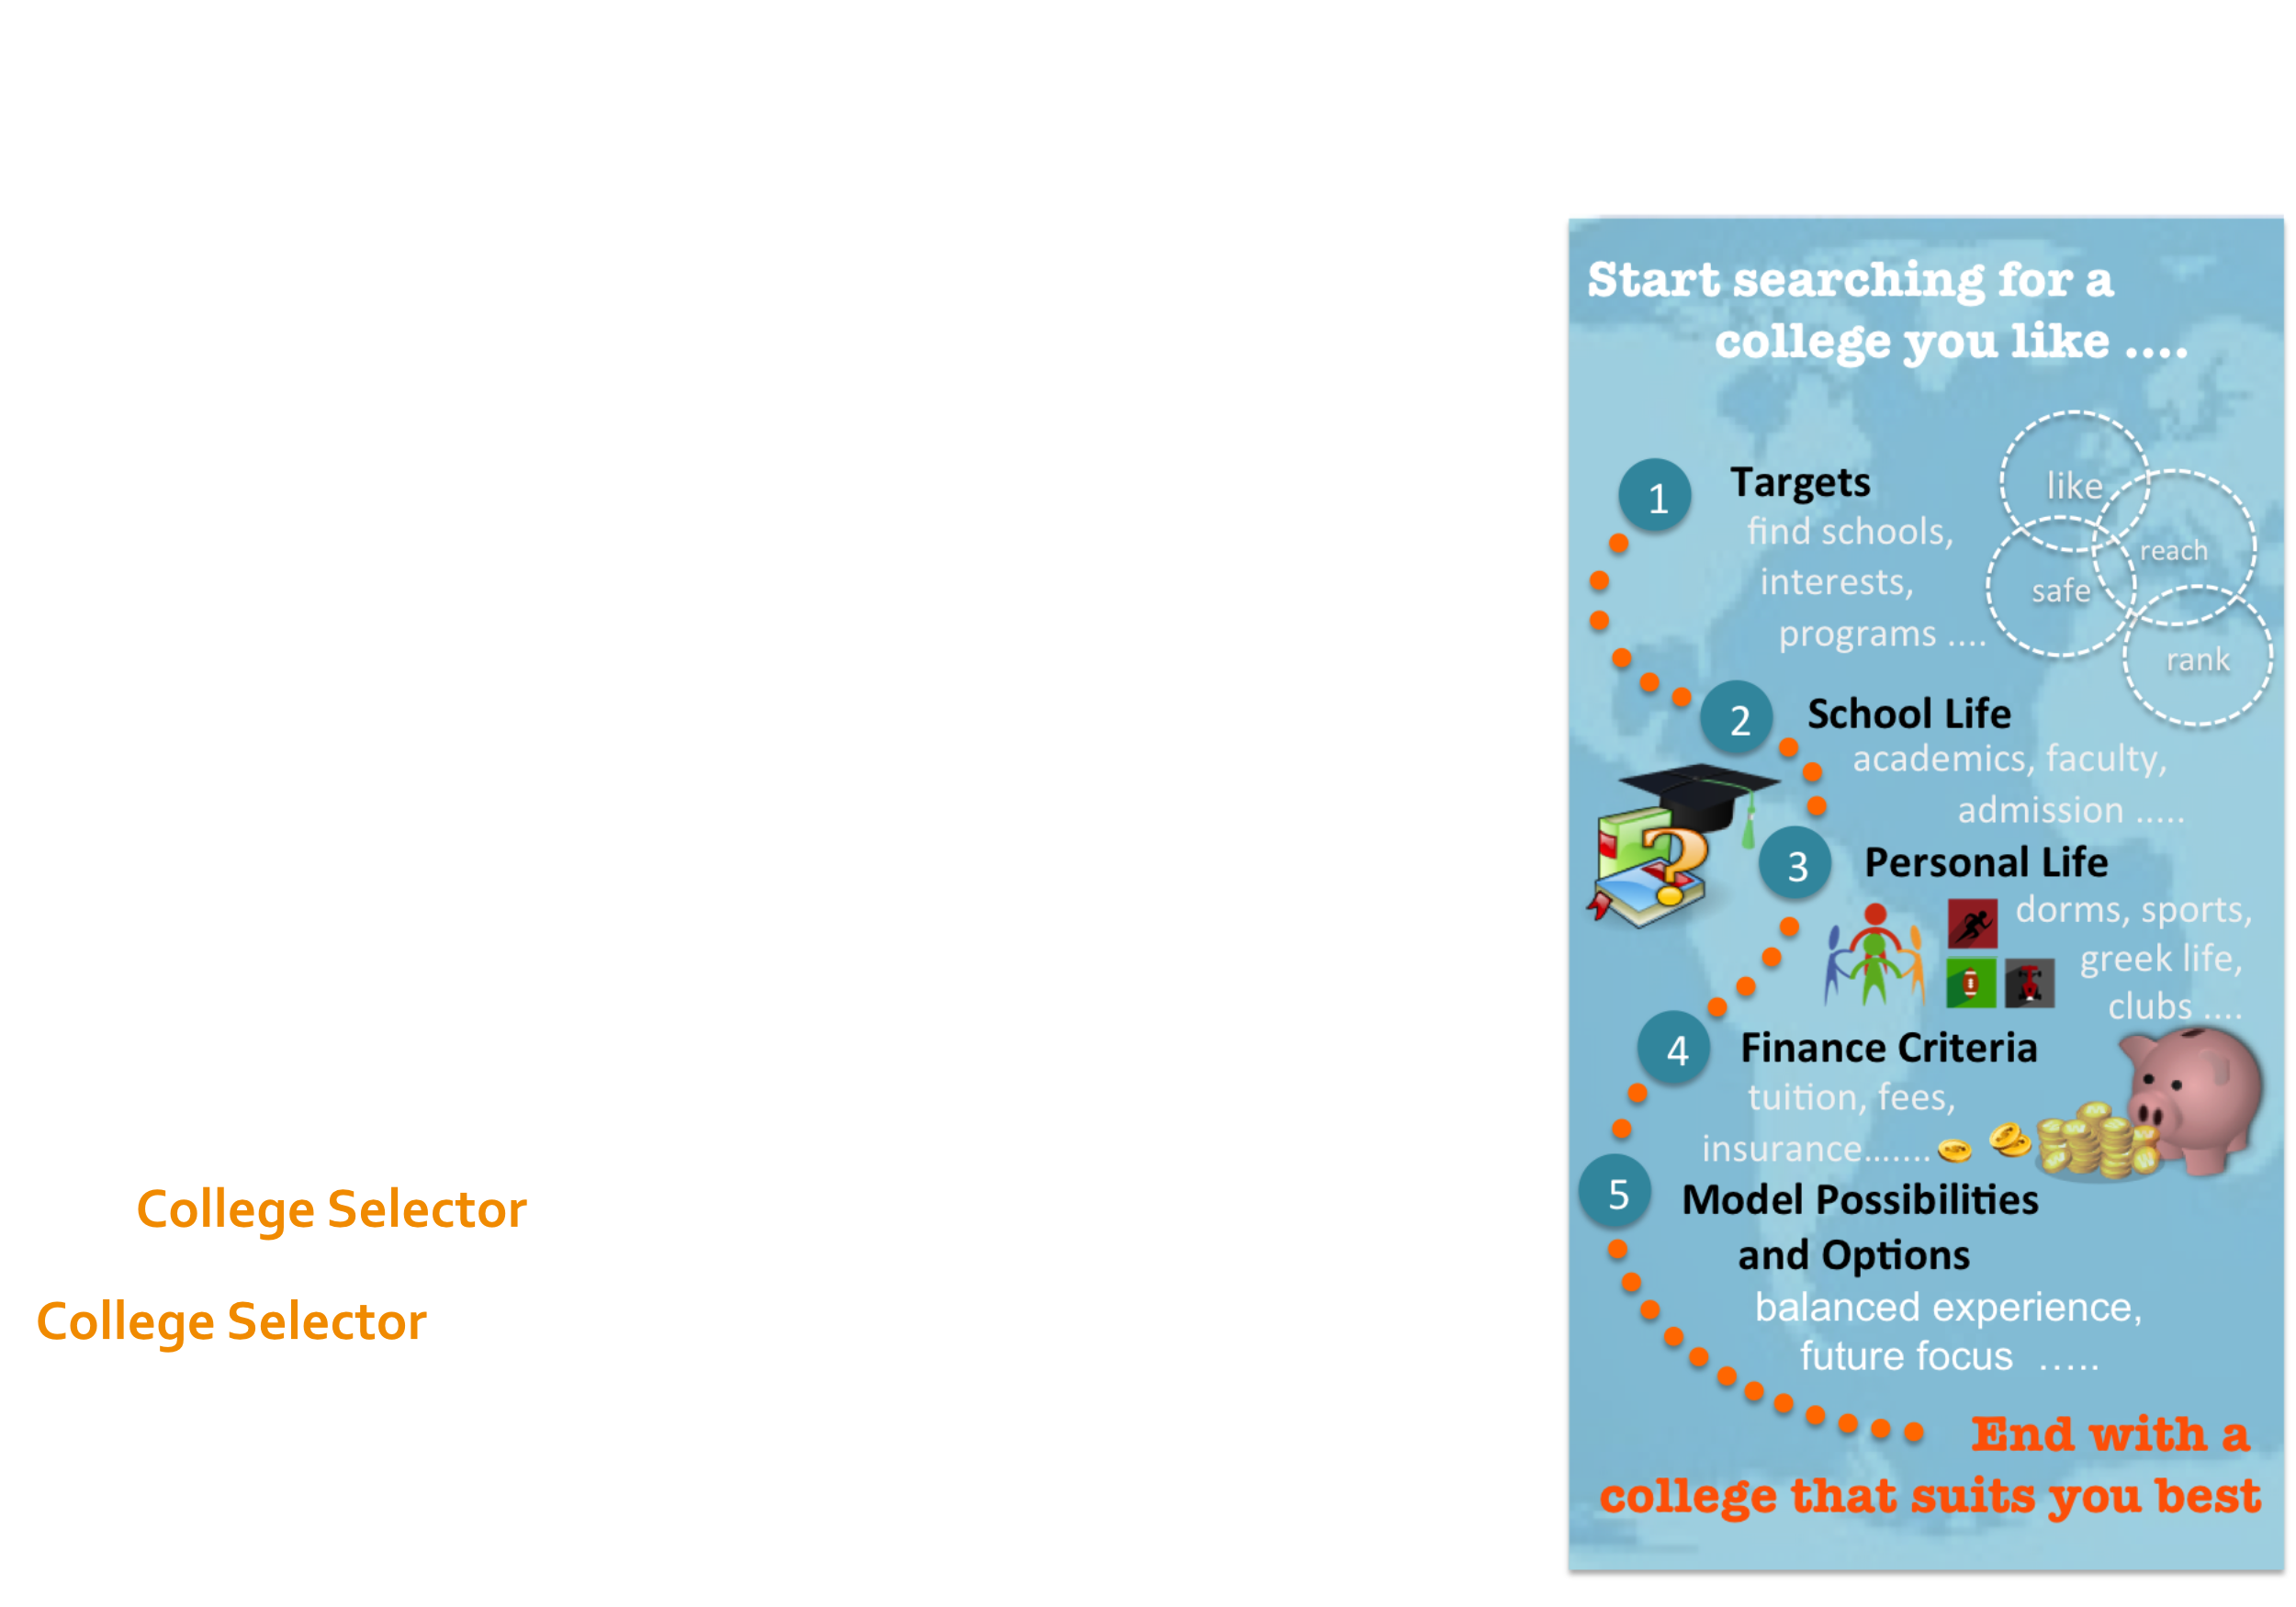 College Selector
College Selector
Start searching for a
college you like ....
1
Targets
find schools,
interests,
programs ....
like
reach
safe
rank
2
School Life
academics, faculty,
admission .....
3
Personal Life
dorms, sports,
greek life,
clubs ....
4
Finance Criteria
tuition, fees,
insurance.......
5
Model Possibilities
and Options
balanced experience,
future focus .....
End with a
college that suits you best